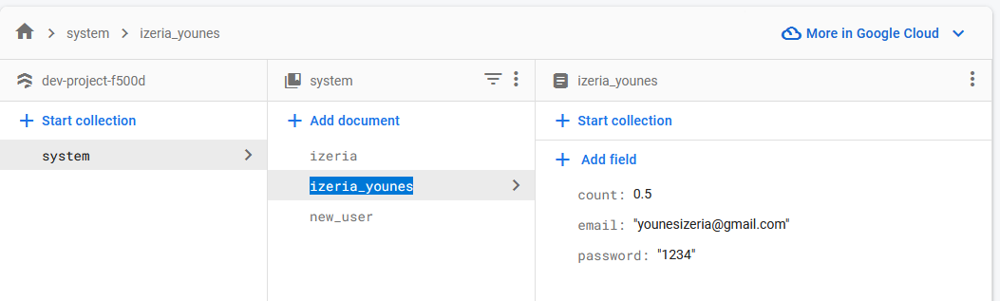 system izeria_younes
More in Google Cloud
dev-project-f500d
Start collection
system
system
Add document
izeria
izeria_younes
new_user
izeria_younes
Start collection
Add field
count: 0.5
email: "younesizeria@gmail.com"
password: "1234"